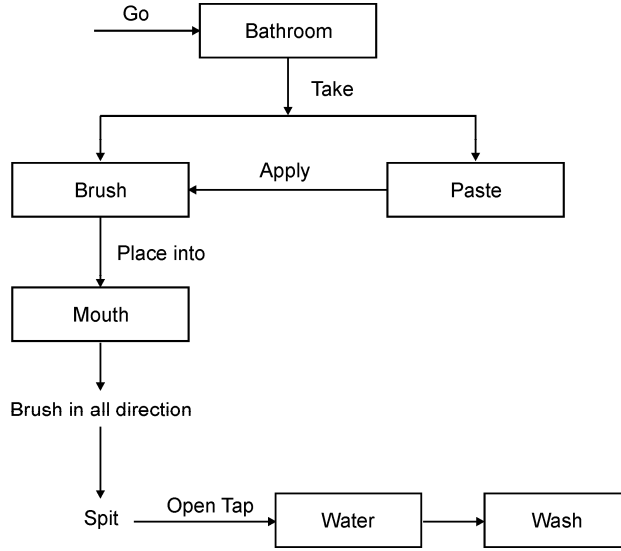 Go
Bathroom
Take
Brush
Apply
Paste
Place into
Mouth
Brush in all direction
Spit
Open Tap
Water
Wash